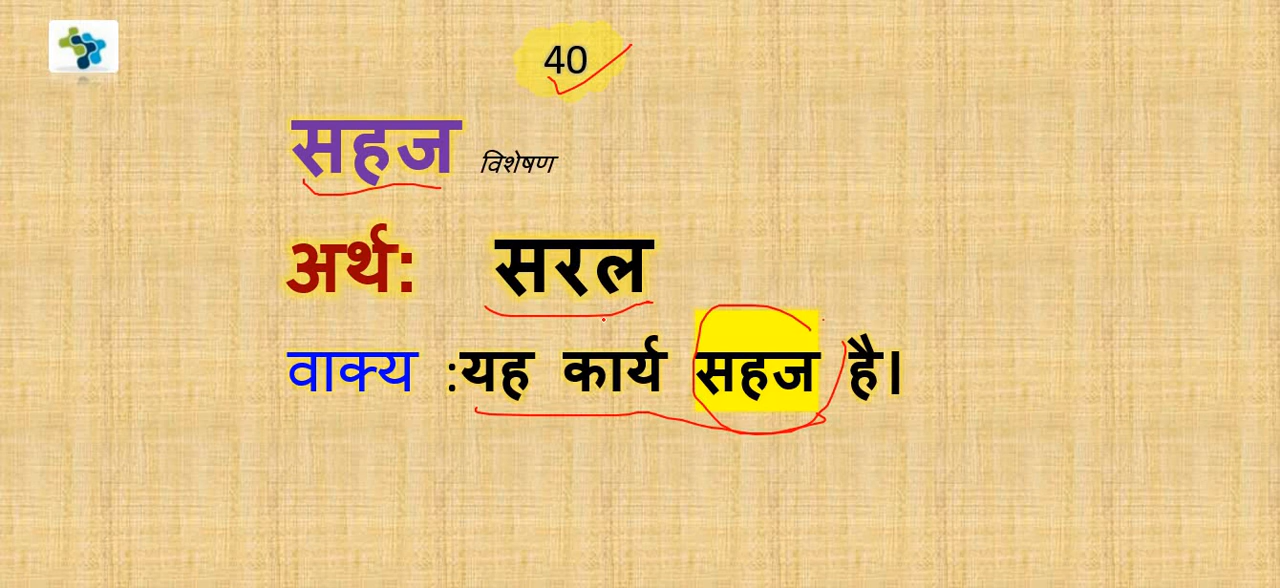 40
सहज विशेषण
अर्थ: सरल
वाक्य :यह कार्य सहज है।